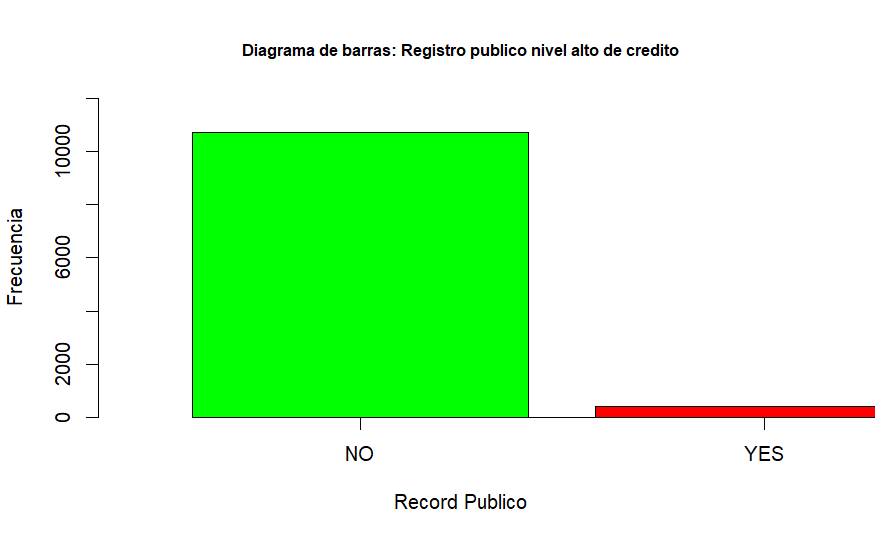 Diagrama de barras: Registro publico nivel alto de credito
Frecuencia
10000
6000
2000
0
NO
YES
Record Publico